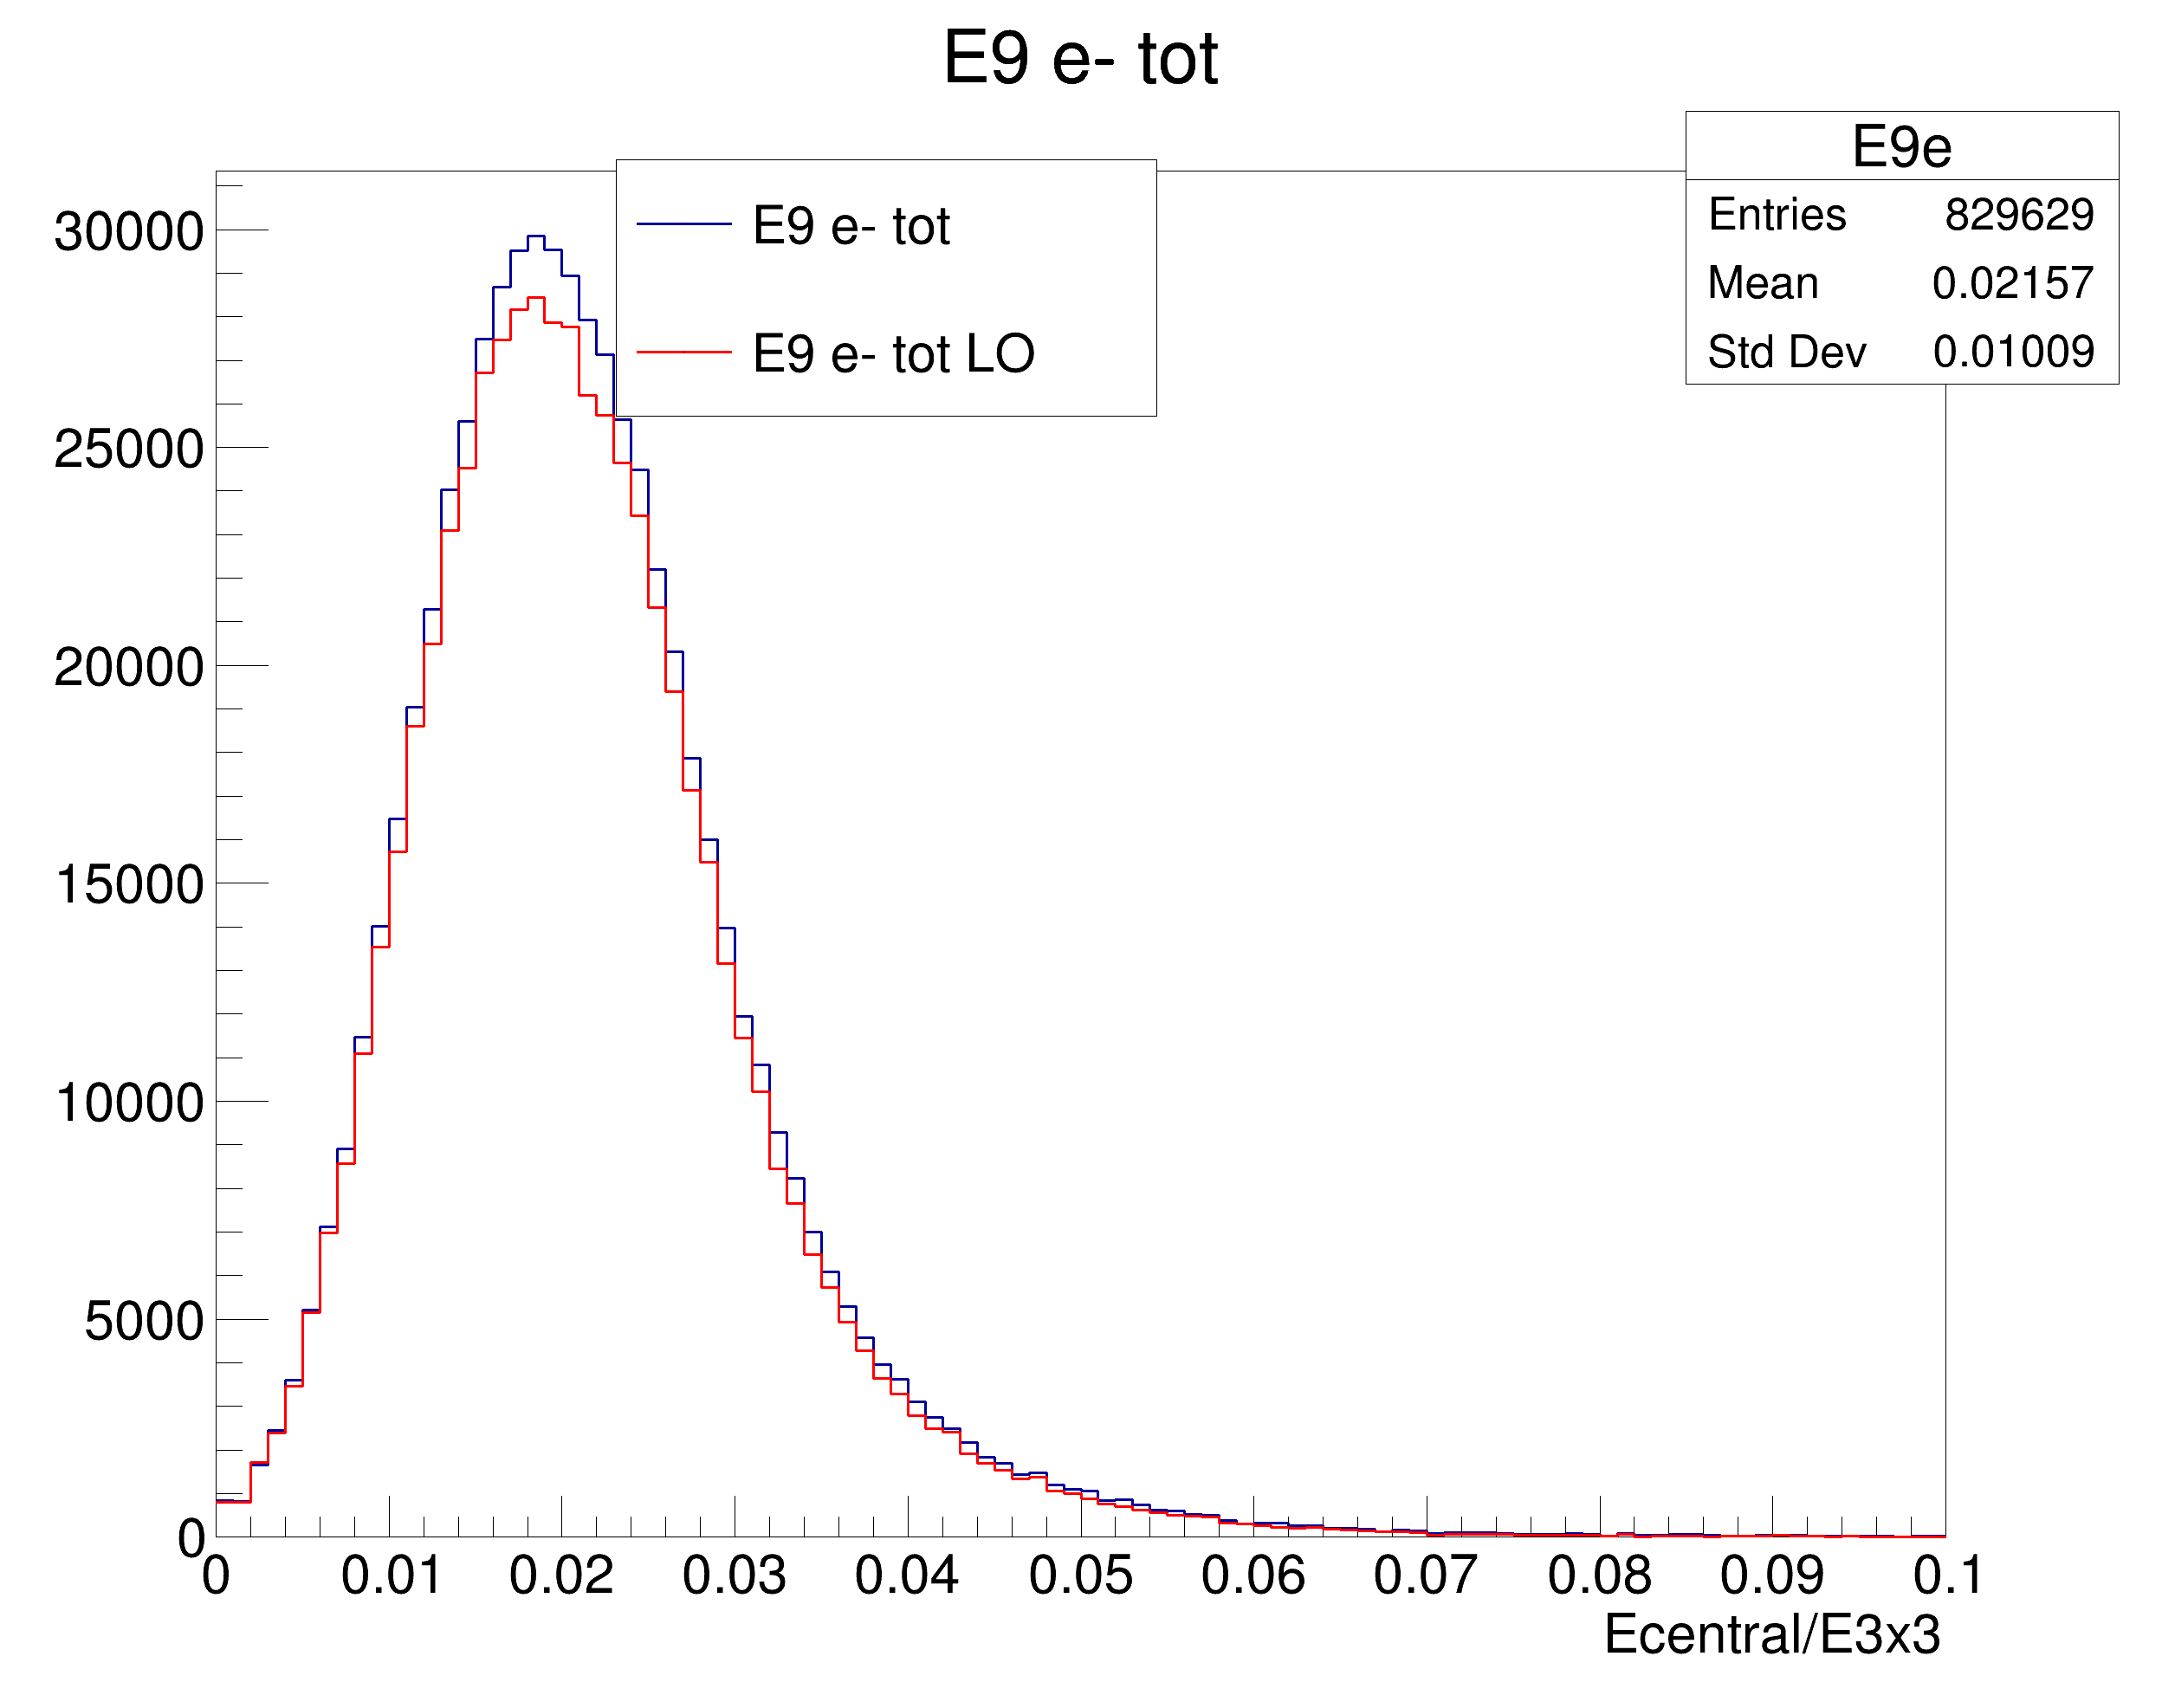 E9 e- tot
E9e
Entries 829629
Mean 0.02157
Std Dev 0.01009
E9 e- tot
E9 e- tot LO
30000
25000
20000
15000
10000
5000
0
0 0.01 0.02 0.03 0.04 0.05 0.06 0.07 0.08 0.09 0.1
Ecentral/E3x3